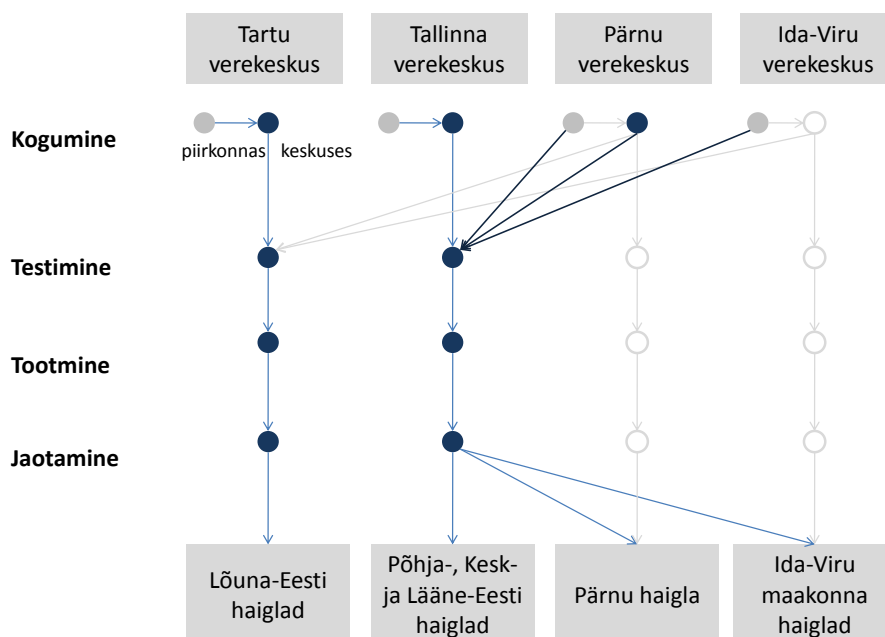 Tartu
verekeskus
Tallinna
verekeskus
Pärnu
verekeskus
Ida-Viru
verekeskus
Kogumine
piirkonnas
keskuses
Testimine
Tootmine
Jaotamine
Lõuna-Eesti
haiglad
Põhja-, Kesk-
ja Lääne-Eesti
haiglad
Pärnu haigla
Ida-Viru
maakonna
haiglad